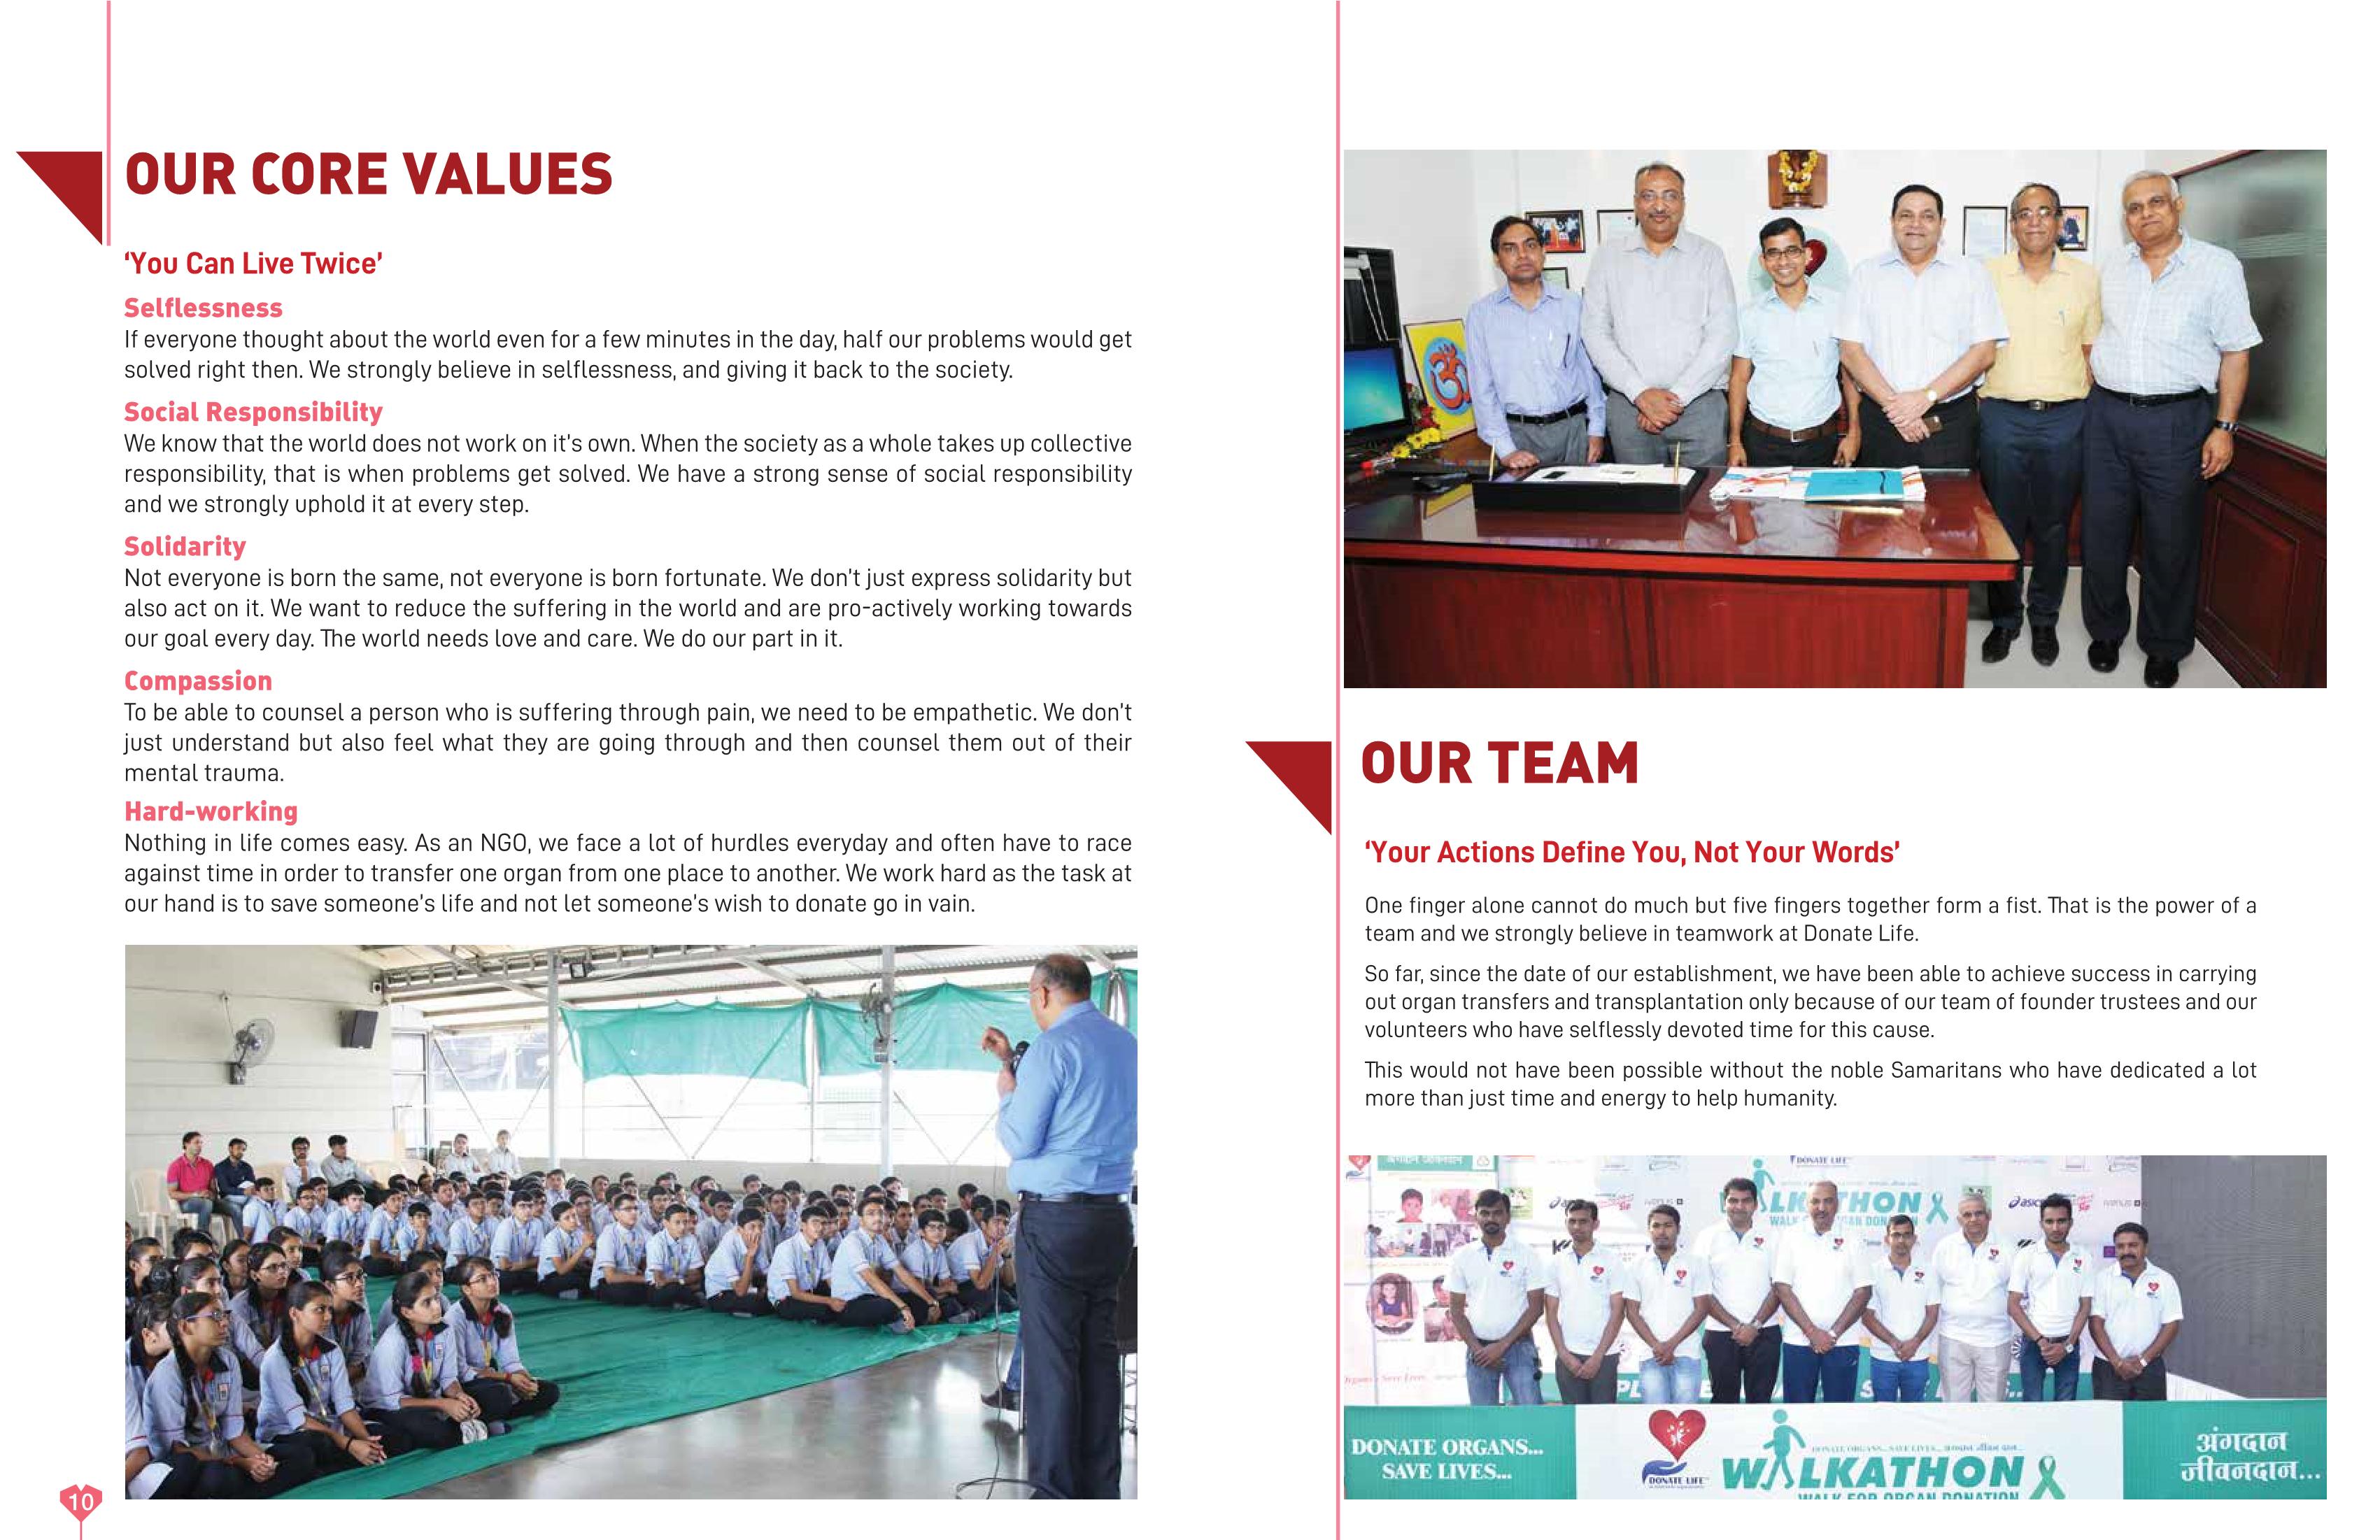 OUR CORE VALUES
‘You Can Live Twice’
Selflessness
If everyone thought about the world even for a few minutes in the day, half our problems would get
solved right then. We strongly believe in selflessness, and giving it back to the society.
Social Responsibility
We know that the world does not work on it's own. When the society as a whole takes up collective
responsibility, that is when problems get solved. We have a strong sense of social responsibility
and we strongly uphold it at every step.
Solidarity
Not everyone is born the same, not everyone is born fortunate. We don't just express solidarity but
also act on it. We want to reduce the suffering in the world and are pro-actively working towards
our goal every day. The world needs love and care. We do our part in it.
Compassion
To be able to counsel a person who is suffering through pain, we need to be empathetic. We don't
just understand but also feel what they are going through and then counsel them out of their
mental trauma.
Hard-working
Nothing in life comes easy. As an NGO, we face a lot of hurdles everyday and often have to race
against time in order to transfer one organ from one place to another. We work hard as the task at
our hand is to save someone's life and not let someone's wish to donate go in vain.
10
OUR TEAM
‘Your Actions Define You, Not Your Words’
One finger alone cannot do much but five fingers together form a fist. That is the power of a
team and we strongly believe in teamwork at Donate Life.
So far, since the date of our establishment, we have been able to achieve success in carrying
out organ transfers and transplantation only because of our team of founder trustees and our
volunteers who have selflessly devoted time for this cause.
This would not have been possible without the noble Samaritans who have dedicated a lot
more than just time and energy to help humanity.
DONATE LIFE
asics
DONATE ORGANS...
SAVE LIVES...
DONATE LIFE
WALKATHON
WALK FOR ORGAN DONATION
अंगदान
जीवनदान...